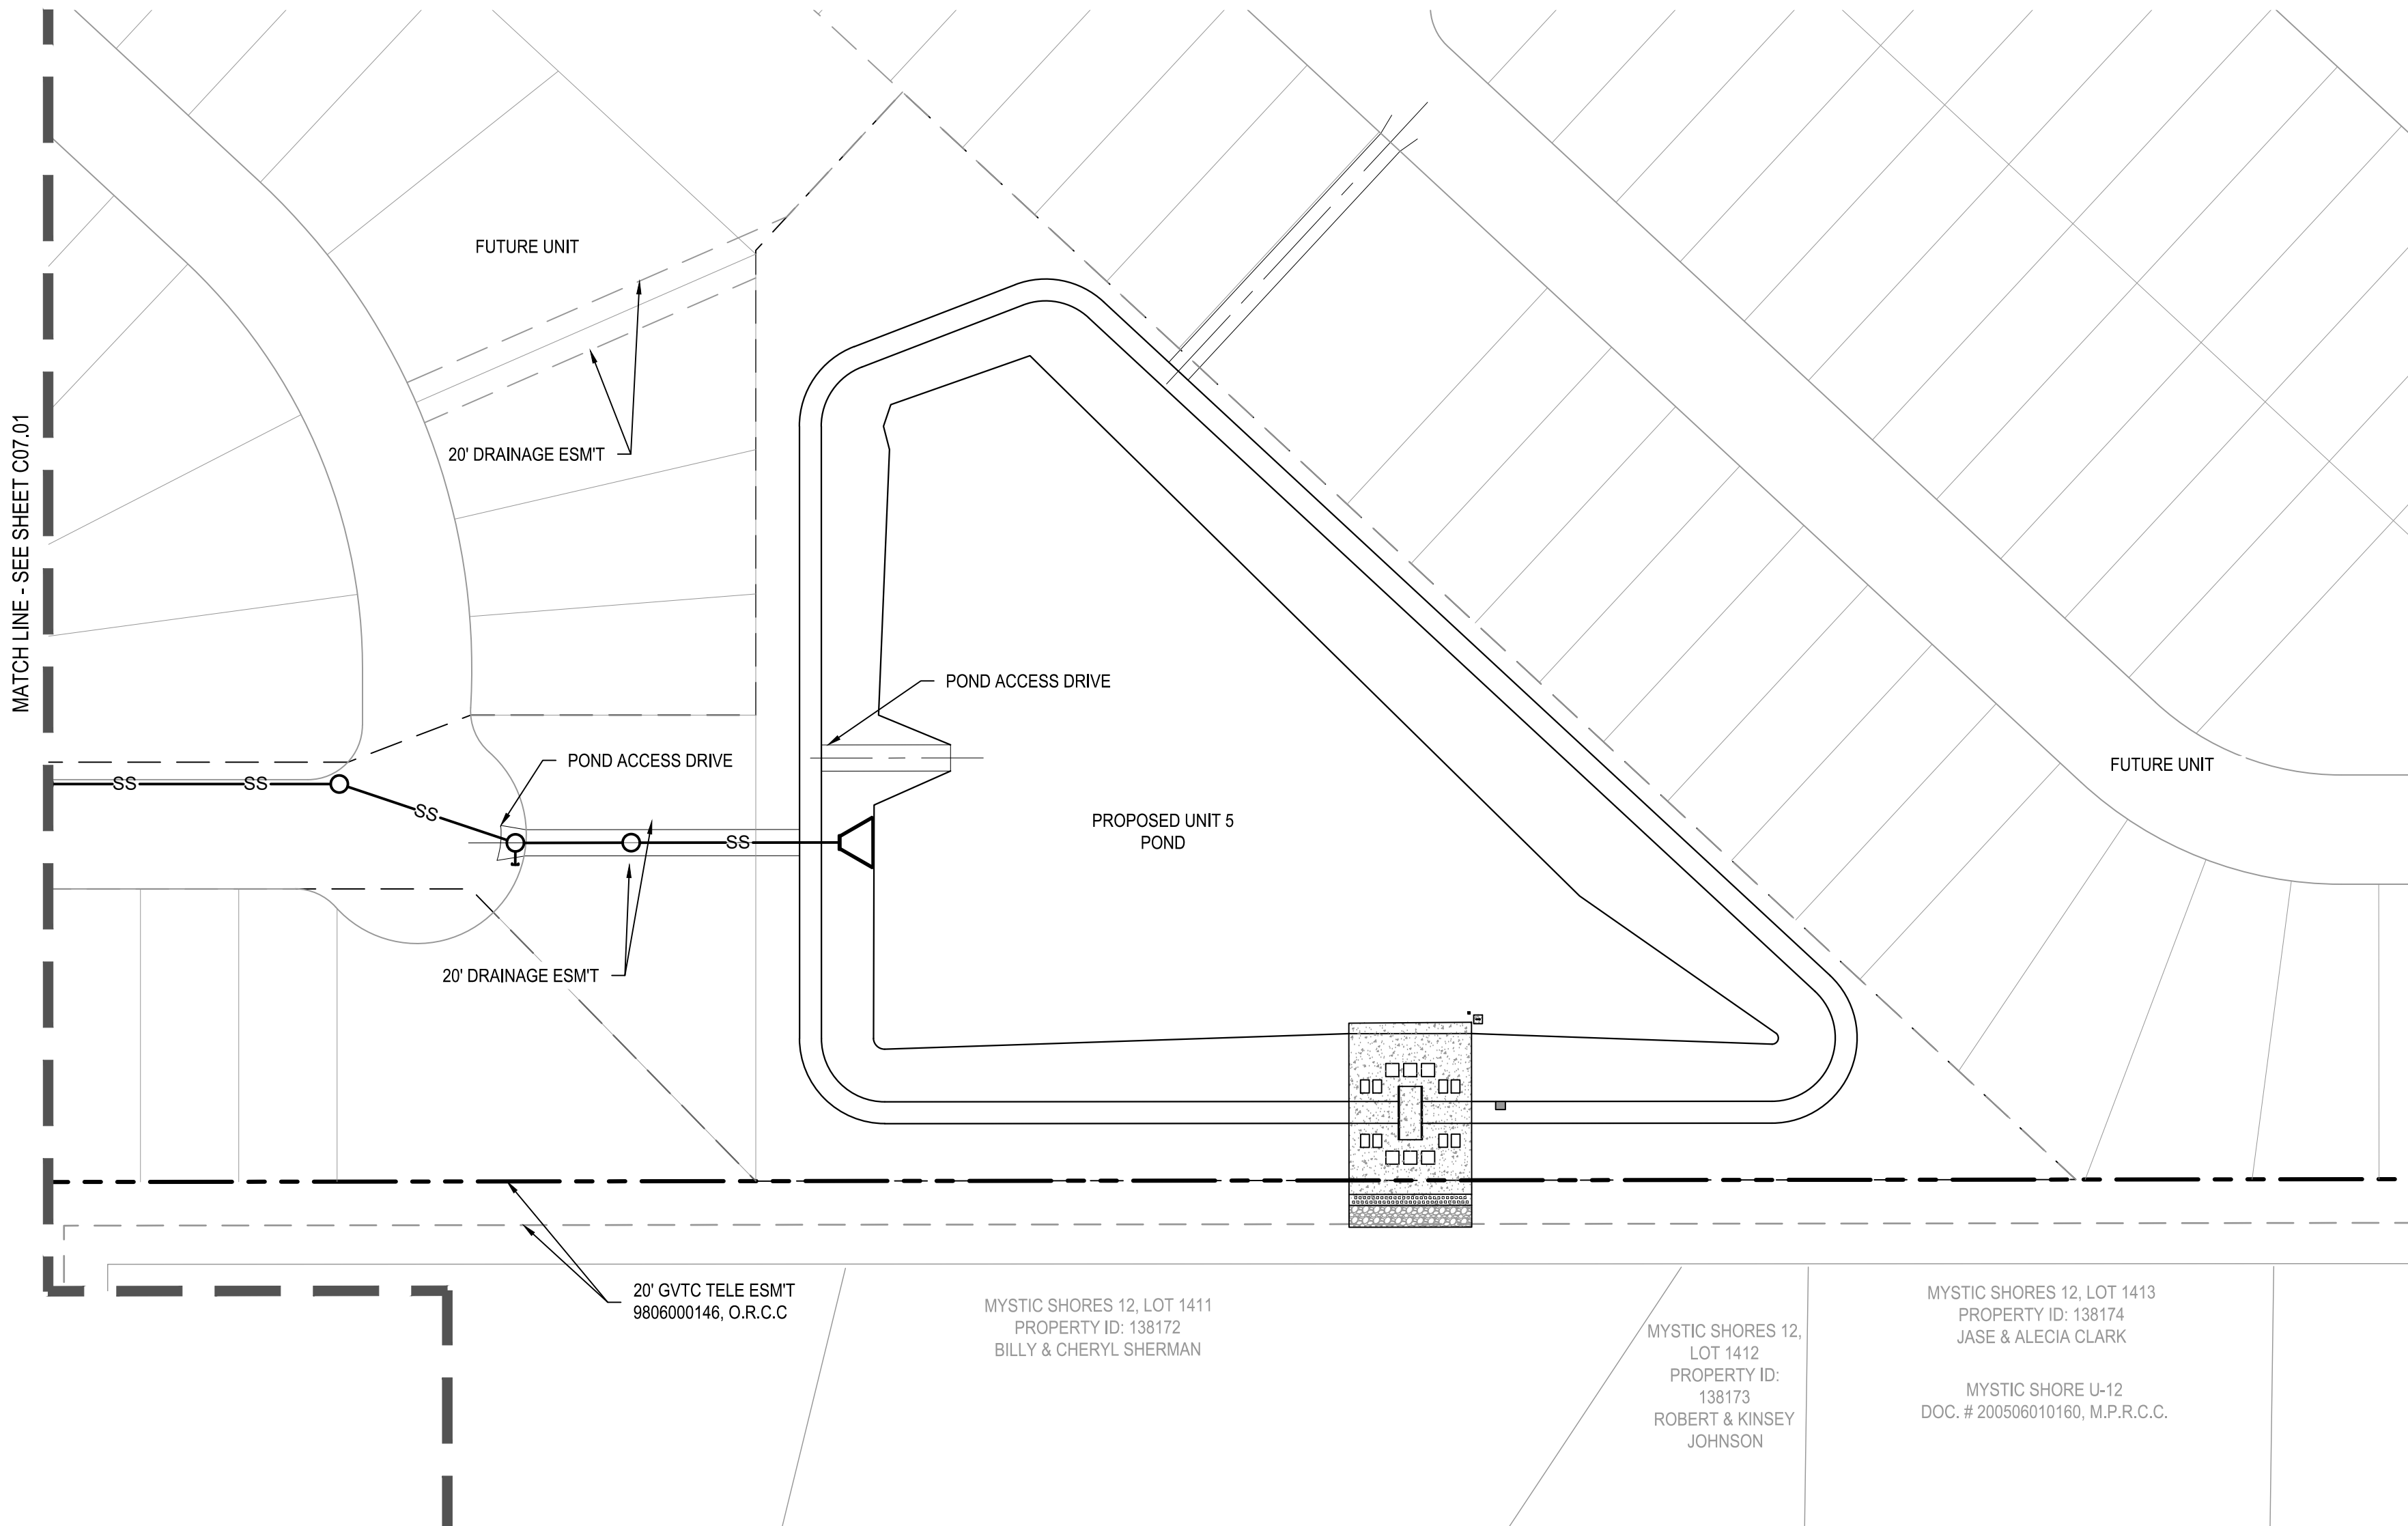 FUTURE UNIT
MATCH LINE - SEE SHEET C07.01
20' DRAINAGE ESM'T
POND ACCESS DRIVE
POND ACCESS DRIVE
FUTURE UNIT
SS
SS
SS
SS
PROPOSED UNIT 5
POND
20' DRAINAGE ESM'T
20' GVTC TELE ESM'T
9806000146, O.R.C.C
MYSTIC SHORES 12, LOT 1411
PROPERTY ID: 138172
BILLY & CHERYL SHERMAN
MYSTIC SHORES 12,
LOT 1412
PROPERTY ID:
138173
ROBERT & KINSEY
JOHNSON
MYSTIC SHORES 12, LOT 1413
PROPERTY ID: 138174
JASE & ALECIA CLARK
MYSTIC SHORE U-12
DOC. # 200506010160, M.P.R.C.C.